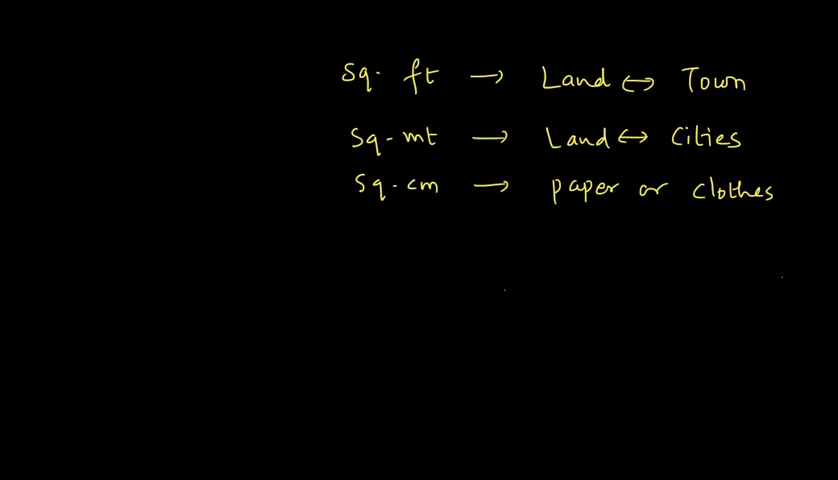 Sq. ft → Land ↔ Town
Sq-mt → Land ↔ Cities
Sq.cm → paper or clothes